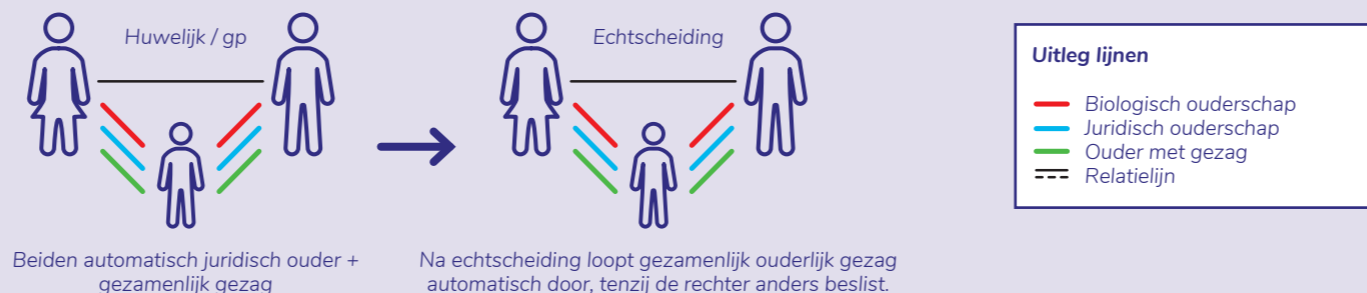 Huwelijk / gp
Beiden automatisch juridisch ouder +
gezamenlijk gezag
Echtscheiding
Na echtscheiding loopt gezamenlijk ouderlijk gezag
automatisch door, tenzij de rechter anders beslist.
Uitleg lijnen
Biologisch ouderschap
Juridisch ouderschap
Ouder met gezag
Relatielijn